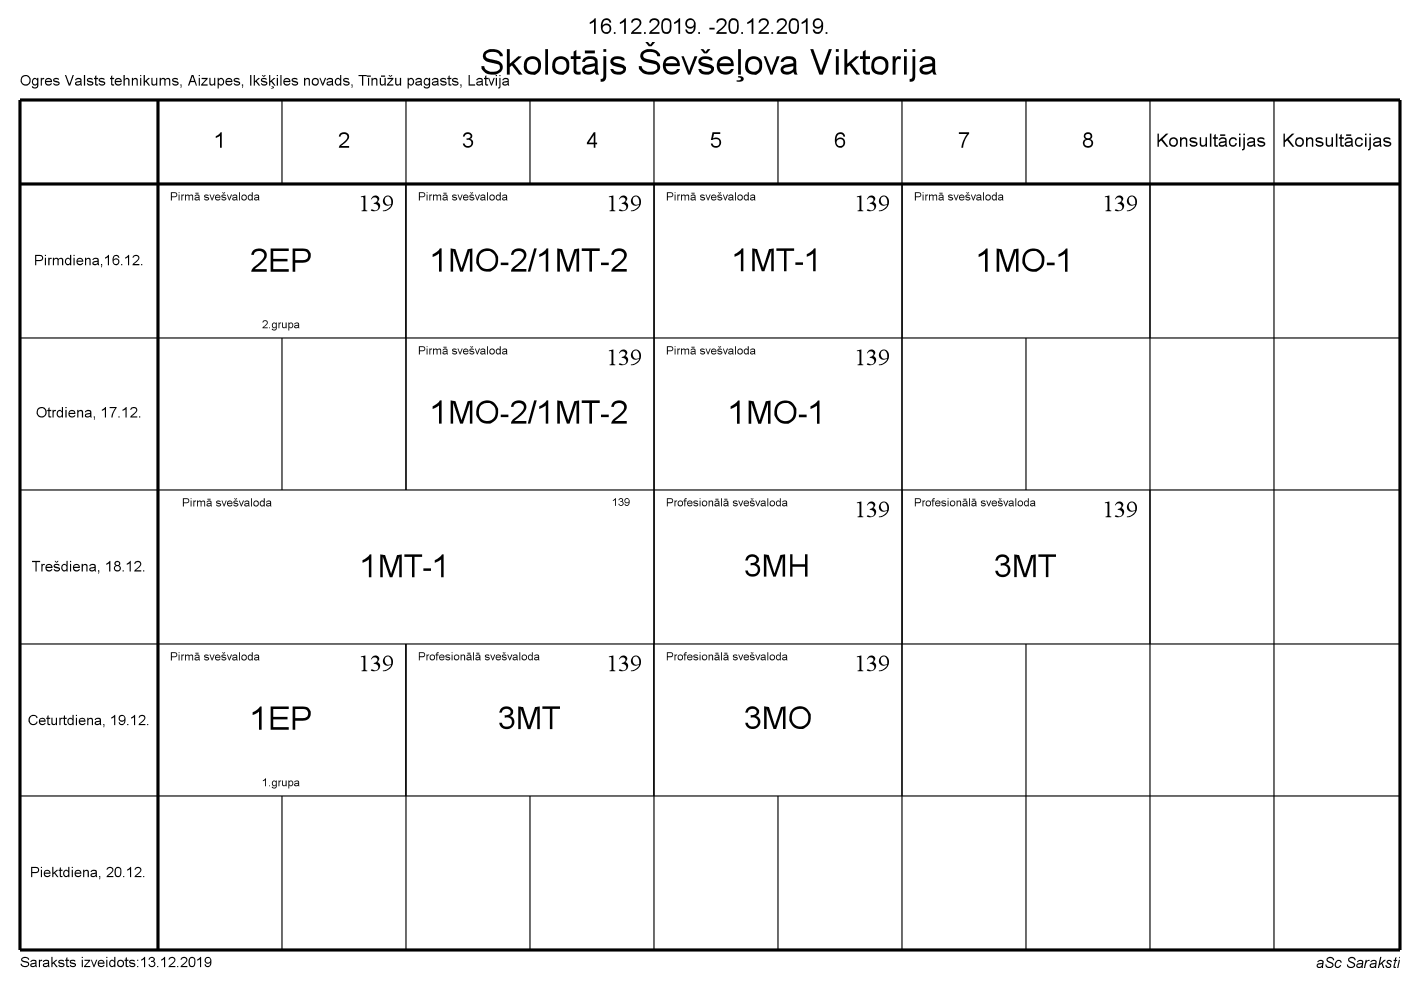 16.12.2019. -20.12.2019.
Skolotājs Ševšeļova Viktorija
Ogres Valsts tehnikums, Aizupes, Ikšķiles novads, Tīnūžu pagasts, Latvija
1 2 3 4 5 6 7 8 Konsultācijas Konsultācijas
Pirmā svešvaloda 139 Pirmā svešvaloda 139 Pirmā svešvaloda 139 Pirmā svešvaloda 139
Pirmdiena,16.12. 2EP 1MO-2/1MT-2 1MT-1 1MO-1
2.grupa
Pirmā svešvaloda 139 Pirmā svešvaloda 139
Otrdiena, 17.12. 1MO-2/1MT-2 1MO-1
Pirmā svešvaloda 139 Profesionālā svešvaloda 139 Profesionālā svešvaloda 139
Trešdiena, 18.12. 1MT-1 3MH 3MT
Pirmā svešvaloda 139 Profesionālā svešvaloda 139 Profesionālā svešvaloda 139
Ceturtdiena, 19.12. 1EP 3MT 3MO
1.grupa
Piektdiena, 20.12.
Saraksts izveidots:13.12.2019 aSc Saraksti